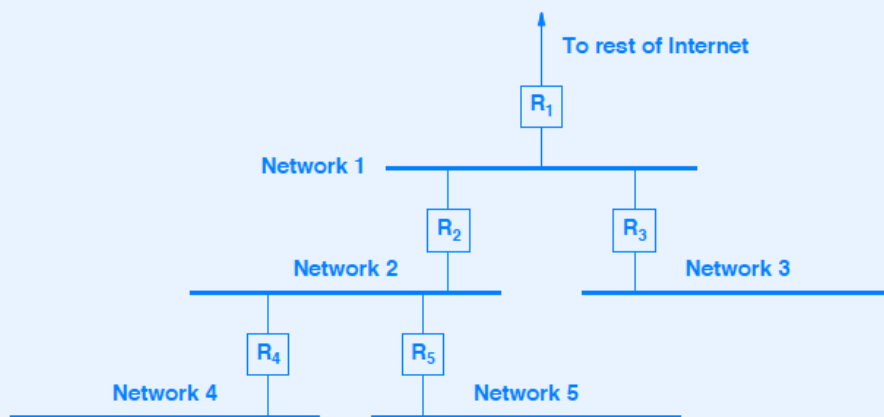 To rest of Internet
R1
Network 1
R2
R3
Network 2
Network 3
R4
R5
Network 4
Network 5